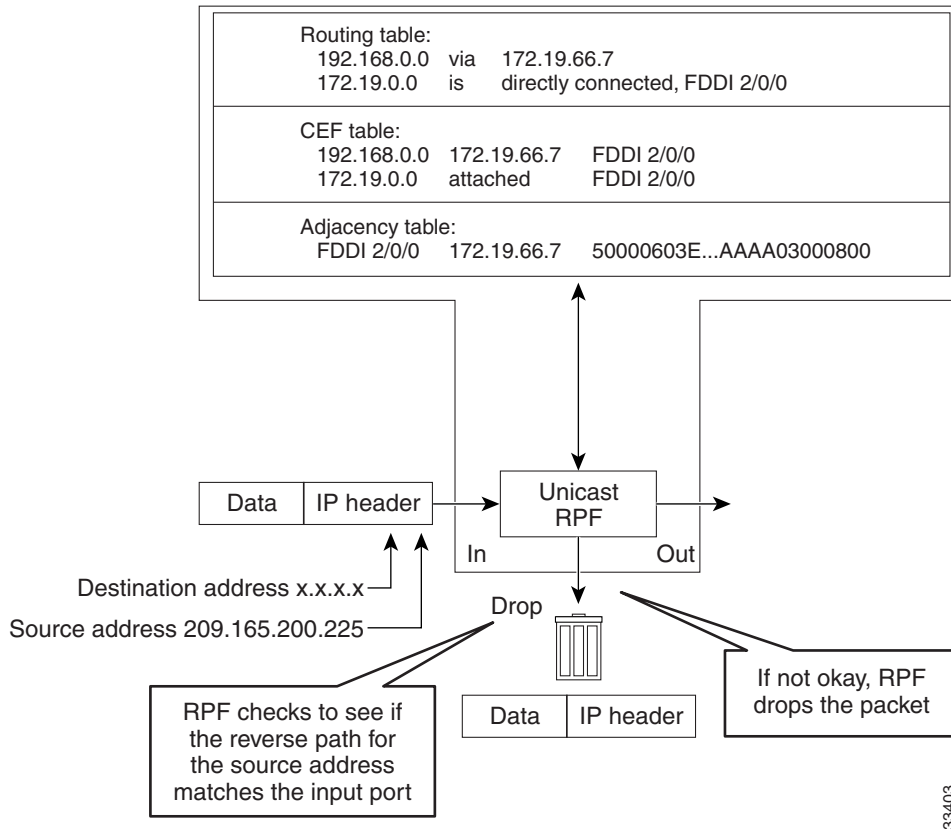 Routing table:
192.168.0.0 via 172.19.66.7
172.19.0.0 is directly connected, FDDI 2/0/0
CEF table:
192.168.0.0 172.19.66.7 FDDI 2/0/0
172.19.0.0 attached FDDI 2/0/0
Adjacency table:
FDDI 2/0/0 172.19.66.7 50000603E...AAAA03000800
Data
IP header
Unicast
RPF
In
Out
Destination address x.x.x.x
Source address 209.165.200.225
Drop
RPF checks to see if
the reverse path for
the source address
matches the input port
Data
IP header
If not okay, RPF
drops the packet
33403